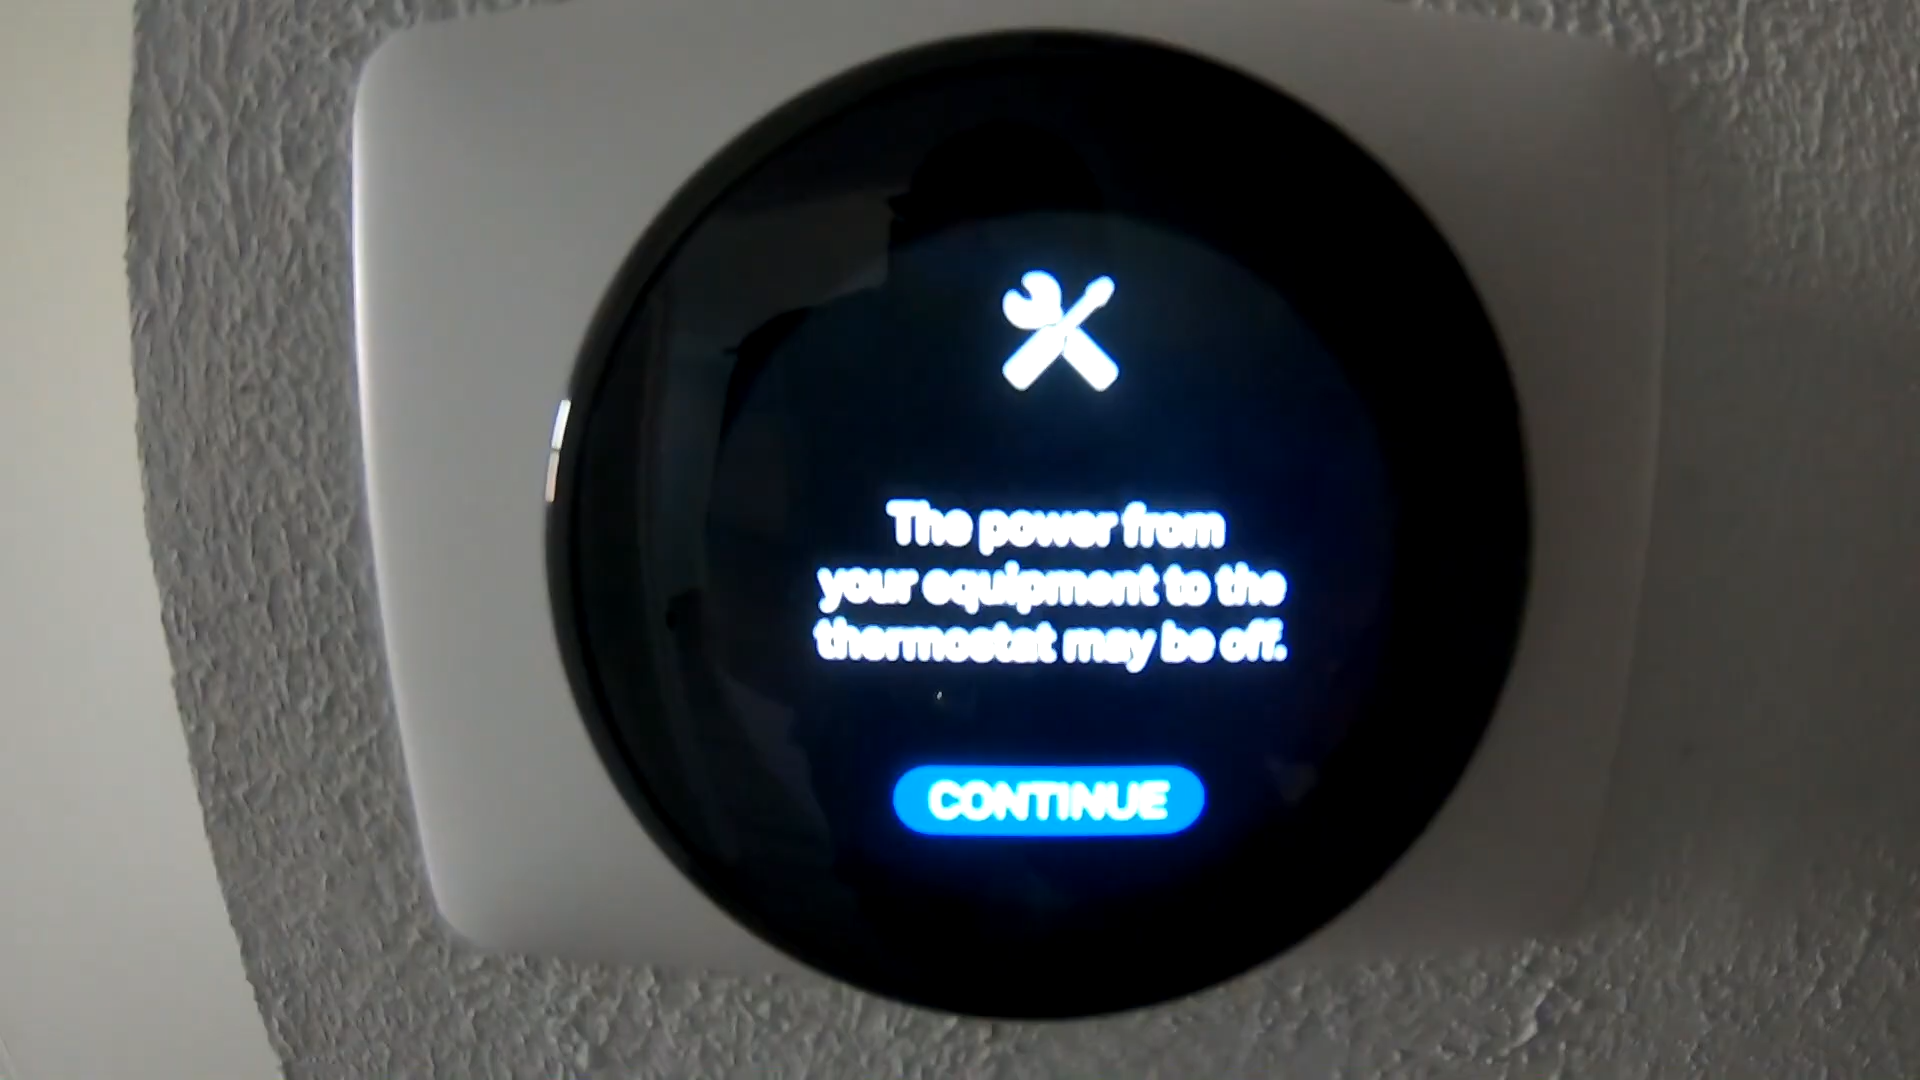 The power from
your equipment to the
thermostat may be off.
CONTINUE